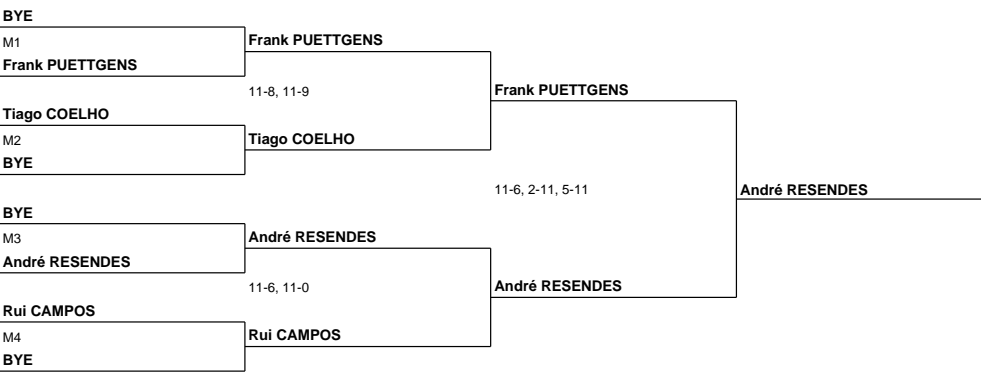 BYE
M1
Frank PUETTGENS
Frank PUETTGENS
11-8, 11-9
Frank PUETTGENS
Tiago COELHO
M2
Tiago COELHO
BYE
11-6, 2-11, 5-11
André RESENDES
BYE
M3
André RESENDES
André RESENDES
11-6, 11-0
André RESENDES
Rui CAMPOS
M4
Rui CAMPOS
BYE